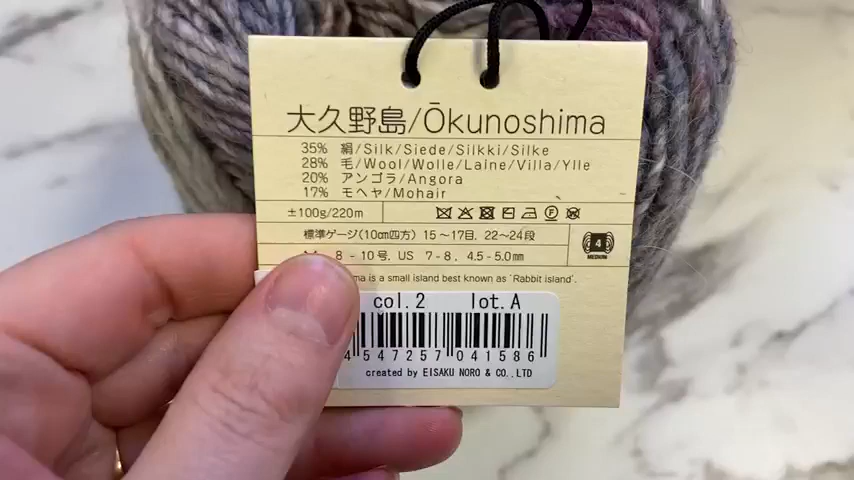 大久野島/Ōkunoshima
35% 絹/Silk/Siede/Silkki/Silke
28% 毛/Wool/Wolle/Laine/Villa/Ylle
20% アンゴラ/Angora
17% モヘヤ/Mohair
±100g/220m
標準ゲージ(10cm四方) 15~17目, 22~24段
8-10号, US 7-8, 4.5-5.0mm
4
MEDIUM
is a small island best known as 'Rabbit island'.
col.2 lot.A
4 547257 041586
created by EISAKU NORO & CO.,LTD